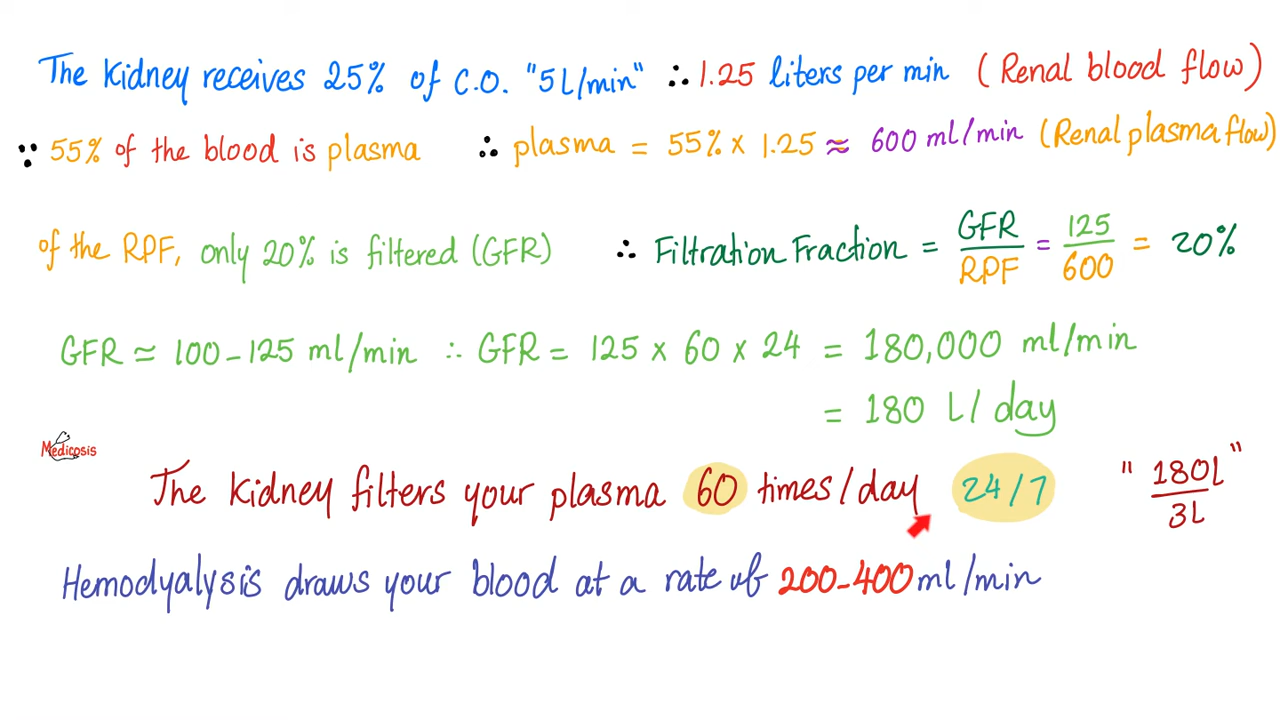 The Kidney receives 25% of C.O. "5L/min" ∴ 1.25 liters per min (Renal blood flow)
∵ 55% of the blood is plasma ∴ plasma = 55% x 1.25 ≈ 600 ml/min (Renal plasma flow)
of the RPF, only 20% is filtered (GFR) ∴ Filtration Fraction = GFR/RPF = 125/600 = 20%
GFR ≃ 100-125 ml/min ∴ GFR = 125 x 60 x 24 = 180,000 ml/min
= 180 L/day
Medicosis
The kidney filters your plasma 60 times/day 24/7 "180L/3L"
Hemodyalysis draws your blood at a rate of 200-400 ml/min